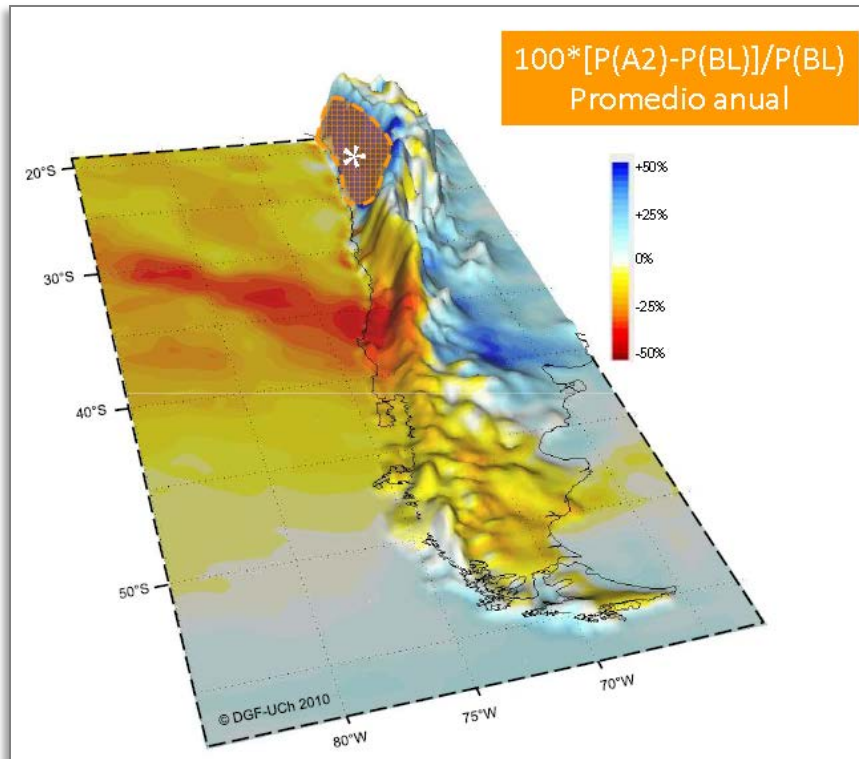 100*[P(A2)-P(BL)]/P(BL)
Promedio anual
+50%
+25%
0%
-25%
-50%
20°S
30°S
40°S
50°S
80°W
75°W
70°W
*
© DGF-UCh 2010